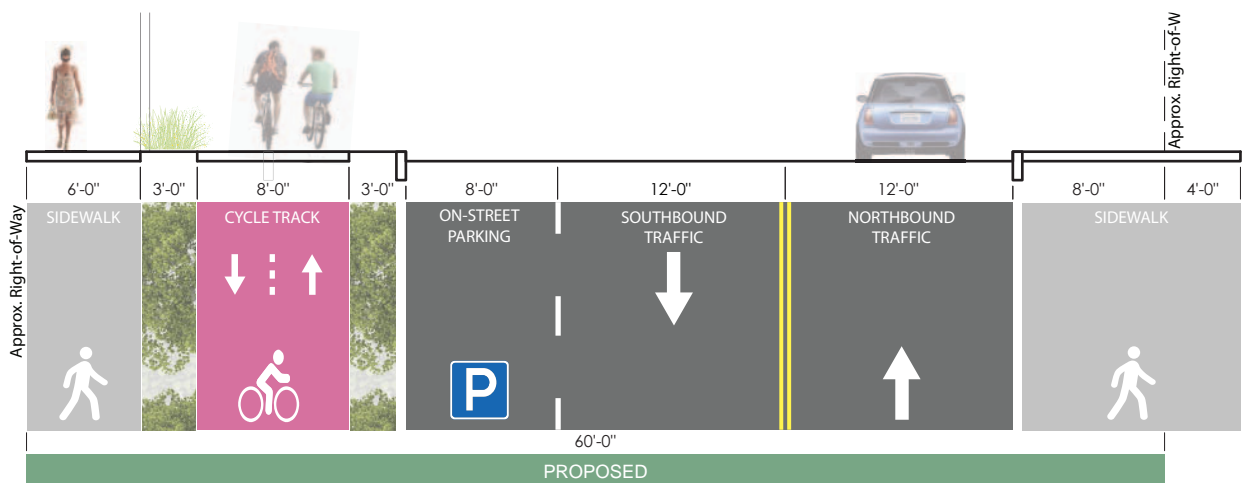 Approx. Right-of-W
6'-0" 3'-0" 8'-0" 3'-0" 8'-0" 12'-0" 12'-0" 8'-0" 4'-0"
Approx. Right-of-Way
SIDEWALK
CYCLE TRACK
ON-STREET
PARKING
SOUTHBOUND
TRAFFIC
NORTHBOUND
TRAFFIC
SIDEWALK
P
60'-0"
PROPOSED